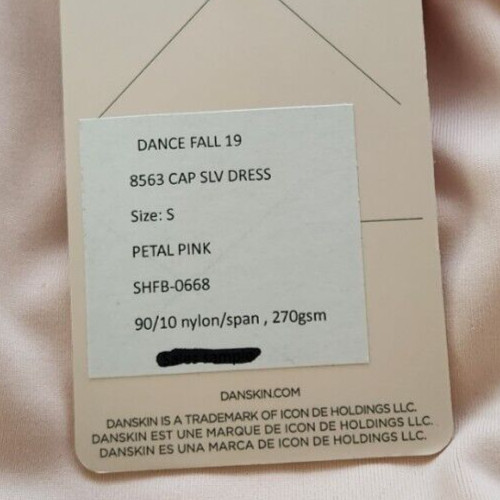 DANCE FALL 19
8563 CAP SLV DRESS
Size: S
PETAL PINK
SHFB-0668
90/10 nylon/span , 270gsm
DANSKIN.COM
DANSKIN IS A TRADEMARK OF ICON DE HOLDINGS LLC.
DANSKIN EST UNE MARQUE DE ICON DE HOLDINGS LLC.
DANSKIN ES UNA MARCA DE ICON DE HOLDINGS LLC.